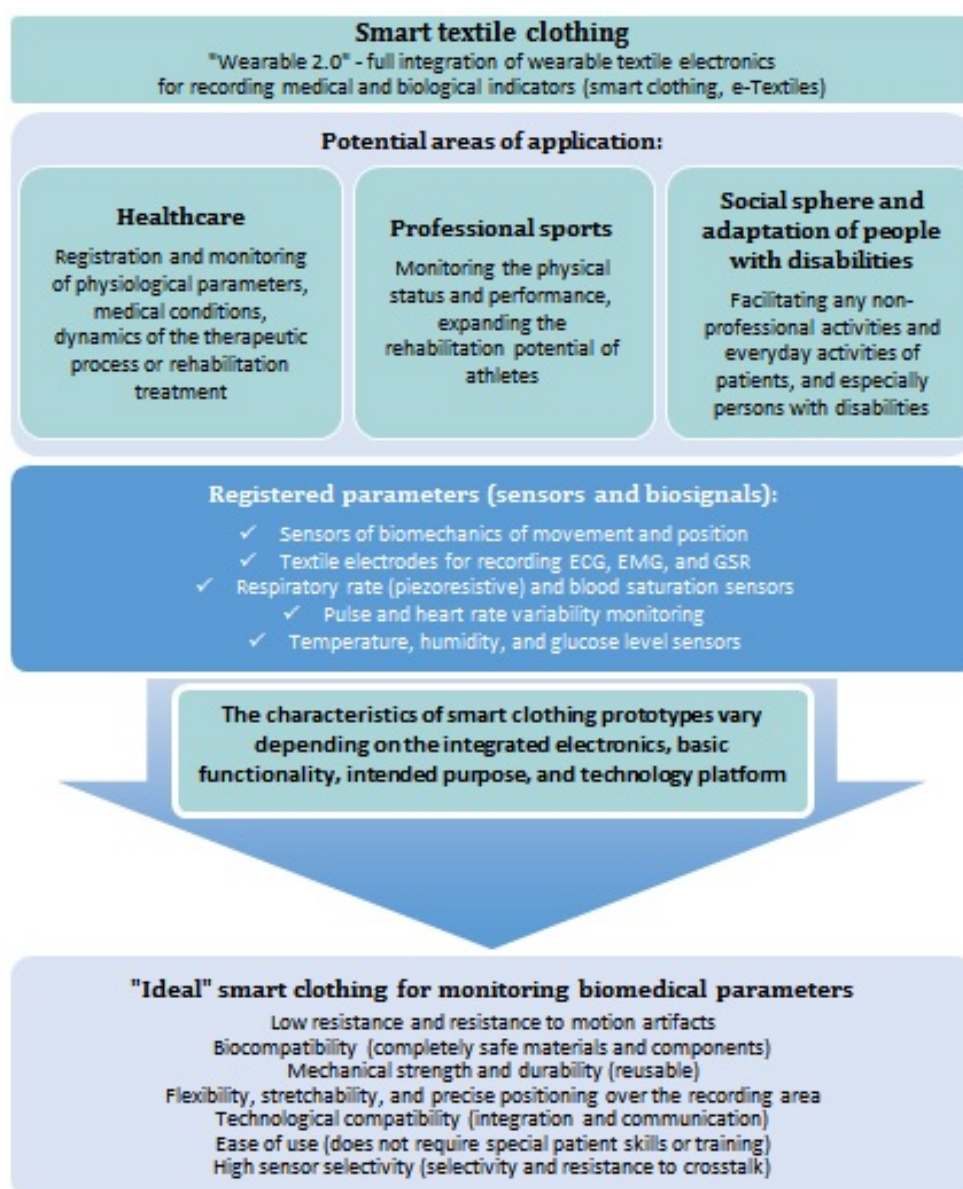 Smart textile clothing
"Wearable 2.0" - full integration of wearable textile electronics
for recording medical and biological indicators (smart clothing, e-Textiles)
Potential areas of application:
Healthcare
Registration and monitoring
of physiological parameters,
medical conditions,
dynamics of the therapeutic
process or rehabilitation
treatment
Professional sports
Monitoring the physical
status and performance,
expanding the
rehabilitation potential of
athletes
Social sphere and
adaptation of people
with disabilities
Facilitating any non-
professional activities and
everyday activities of
patients, and especially
persons with disabilities
Registered parameters (sensors and biosignals):
✓ Sensors of biomechanics of movement and position
✓ Textile electrodes for recording ECG, EMG, and GSR
✓ Respiratory rate (piezoresistive) and blood saturation sensors
✓ Pulse and heart rate variability monitoring
✓ Temperature, humidity, and glucose level sensors
The characteristics of smart clothing prototypes vary
depending on the integrated electronics, basic
functionality, intended purpose, and technology platform
"Ideal" smart clothing for monitoring biomedical parameters
Low resistance and resistance to motion artifacts
Biocompatibility (completely safe materials and components)
Mechanical strength and durability (reusable)
Flexibility, stretchability, and precise positioning over the recording area
Technological compatibility (integration and communication)
Ease of use (does not require special patient skills or training)
High sensor selectivity (selectivity and resistance to crosstalk)